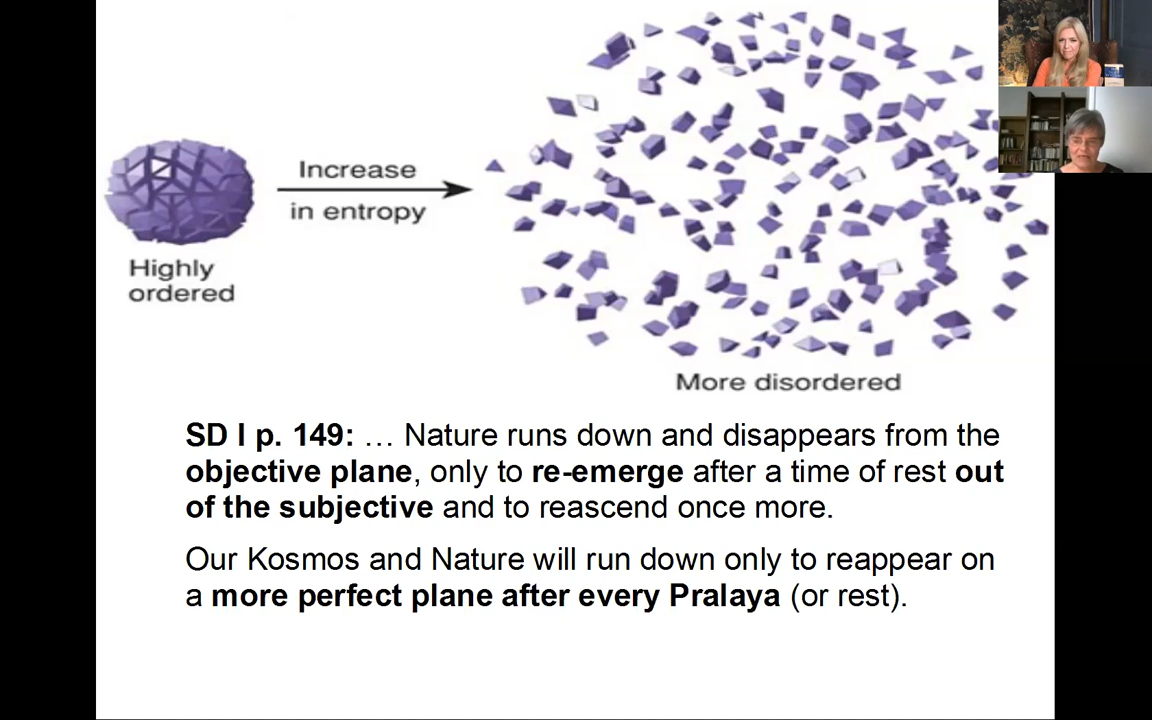 Increase
in entropy
Highly
ordered
More disordered
SD I p. 149: … Nature runs down and disappears from the
objective plane, only to re-emerge after a time of rest out
of the subjective and to reascend once more.
Our Kosmos and Nature will run down only to reappear on
a more perfect plane after every Pralaya (or rest).